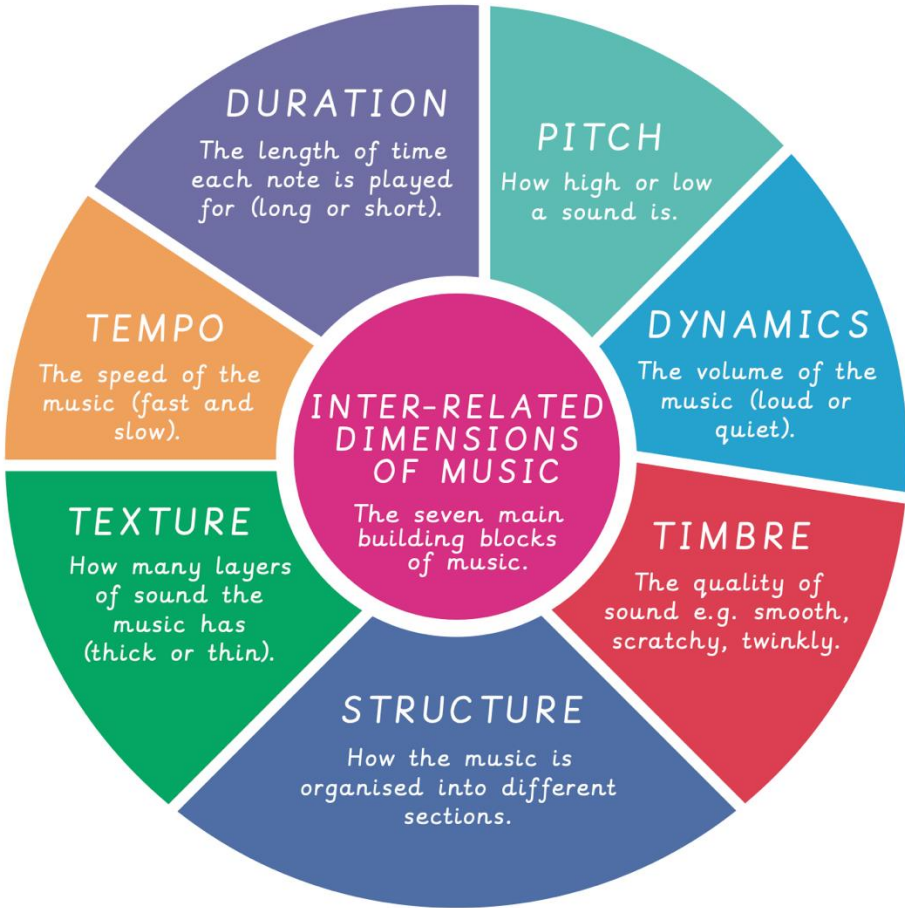 DURATION
The length of time
each note is played
for (long or short).
PITCH
How high or low
a sound is.
DYNAMICS
The volume of the
music (loud or
quiet).
TIMBRE
The quality of
sound e.g. smooth,
scratchy, twinkly.
STRUCTURE
How the music is
organised into different
sections.
TEXTURE
How many layers
of sound the
music has
(thick or thin).
TEMPO
The speed of the
music (fast and
slow).
INTER-RELATED
DIMENSIONS
OF MUSIC
The seven main
building blocks
of music.